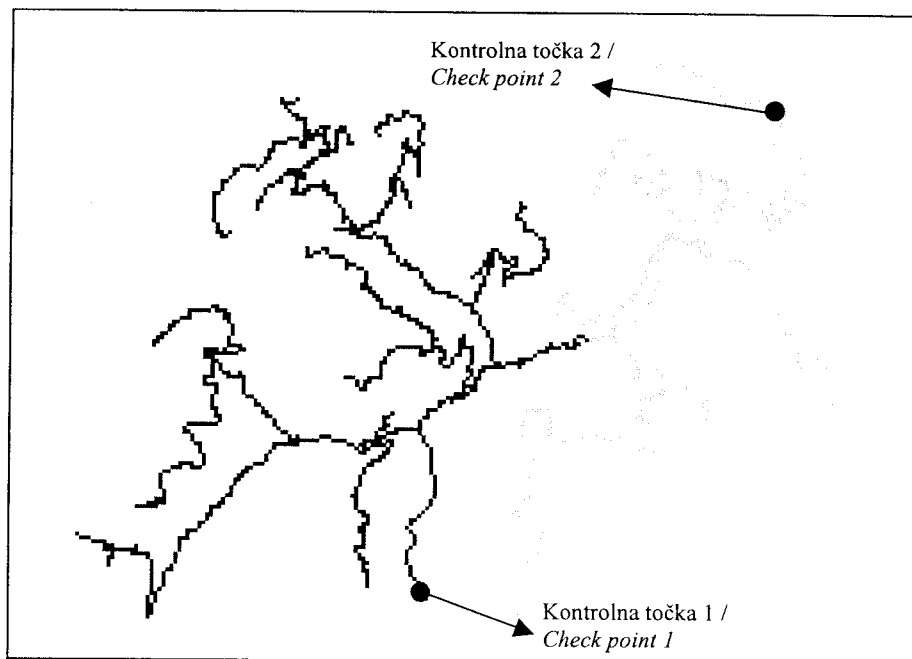 Kontrolna točka 2 /
Check point 2
Kontrolna točka 1 /
Check point 1